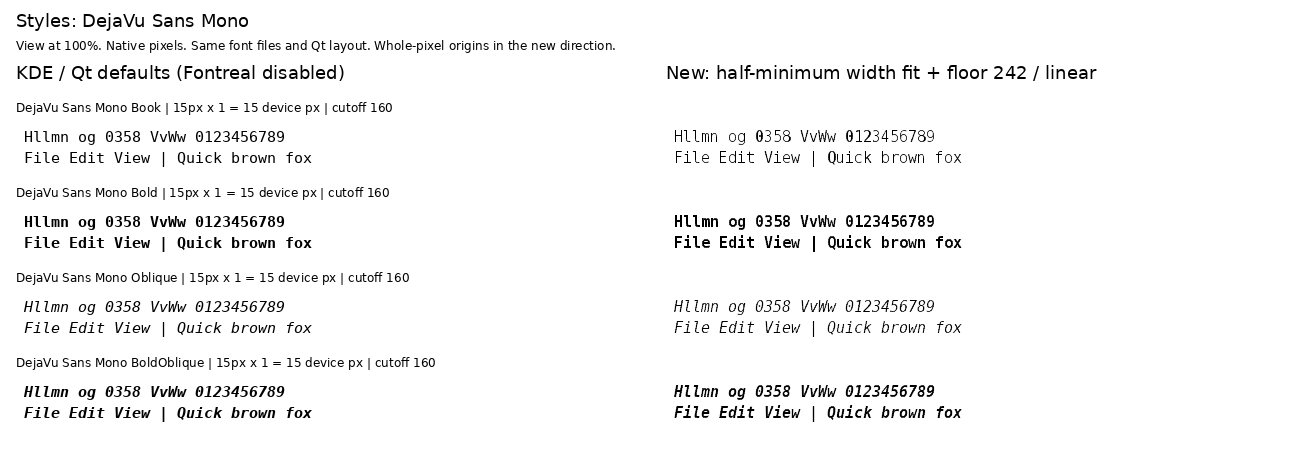 Styles: DejaVu Sans Mono
View at 100%. Native pixels. Same font files and Qt layout. Whole-pixel origins in the new direction.
KDE / Qt defaults (Fontreal disabled)
New: half-minimum width fit + floor 242 / linear
DejaVu Sans Mono Book | 15px x 1 = 15 device px | cutoff 160
Hllmn og 0358 VvWw 0123456789
Hllmn og 0358 VvWw 0123456789
File Edit View | Quick brown fox
File Edit View | Quick brown fox
DejaVu Sans Mono Bold | 15px x 1 = 15 device px | cutoff 160
Hllmn og 0358 VvWw 0123456789
Hllmn og 0358 VvWw 0123456789
File Edit View | Quick brown fox
File Edit View | Quick brown fox
DejaVu Sans Mono Oblique | 15px x 1 = 15 device px | cutoff 160
Hllmn og 0358 VvWw 0123456789
Hllmn og 0358 VvWw 0123456789
File Edit View | Quick brown fox
File Edit View | Quick brown fox
DejaVu Sans Mono BoldOblique | 15px x 1 = 15 device px | cutoff 160
Hllmn og 0358 VvWw 0123456789
Hllmn og 0358 VvWw 0123456789
File Edit View | Quick brown fox
File Edit View | Quick brown fox